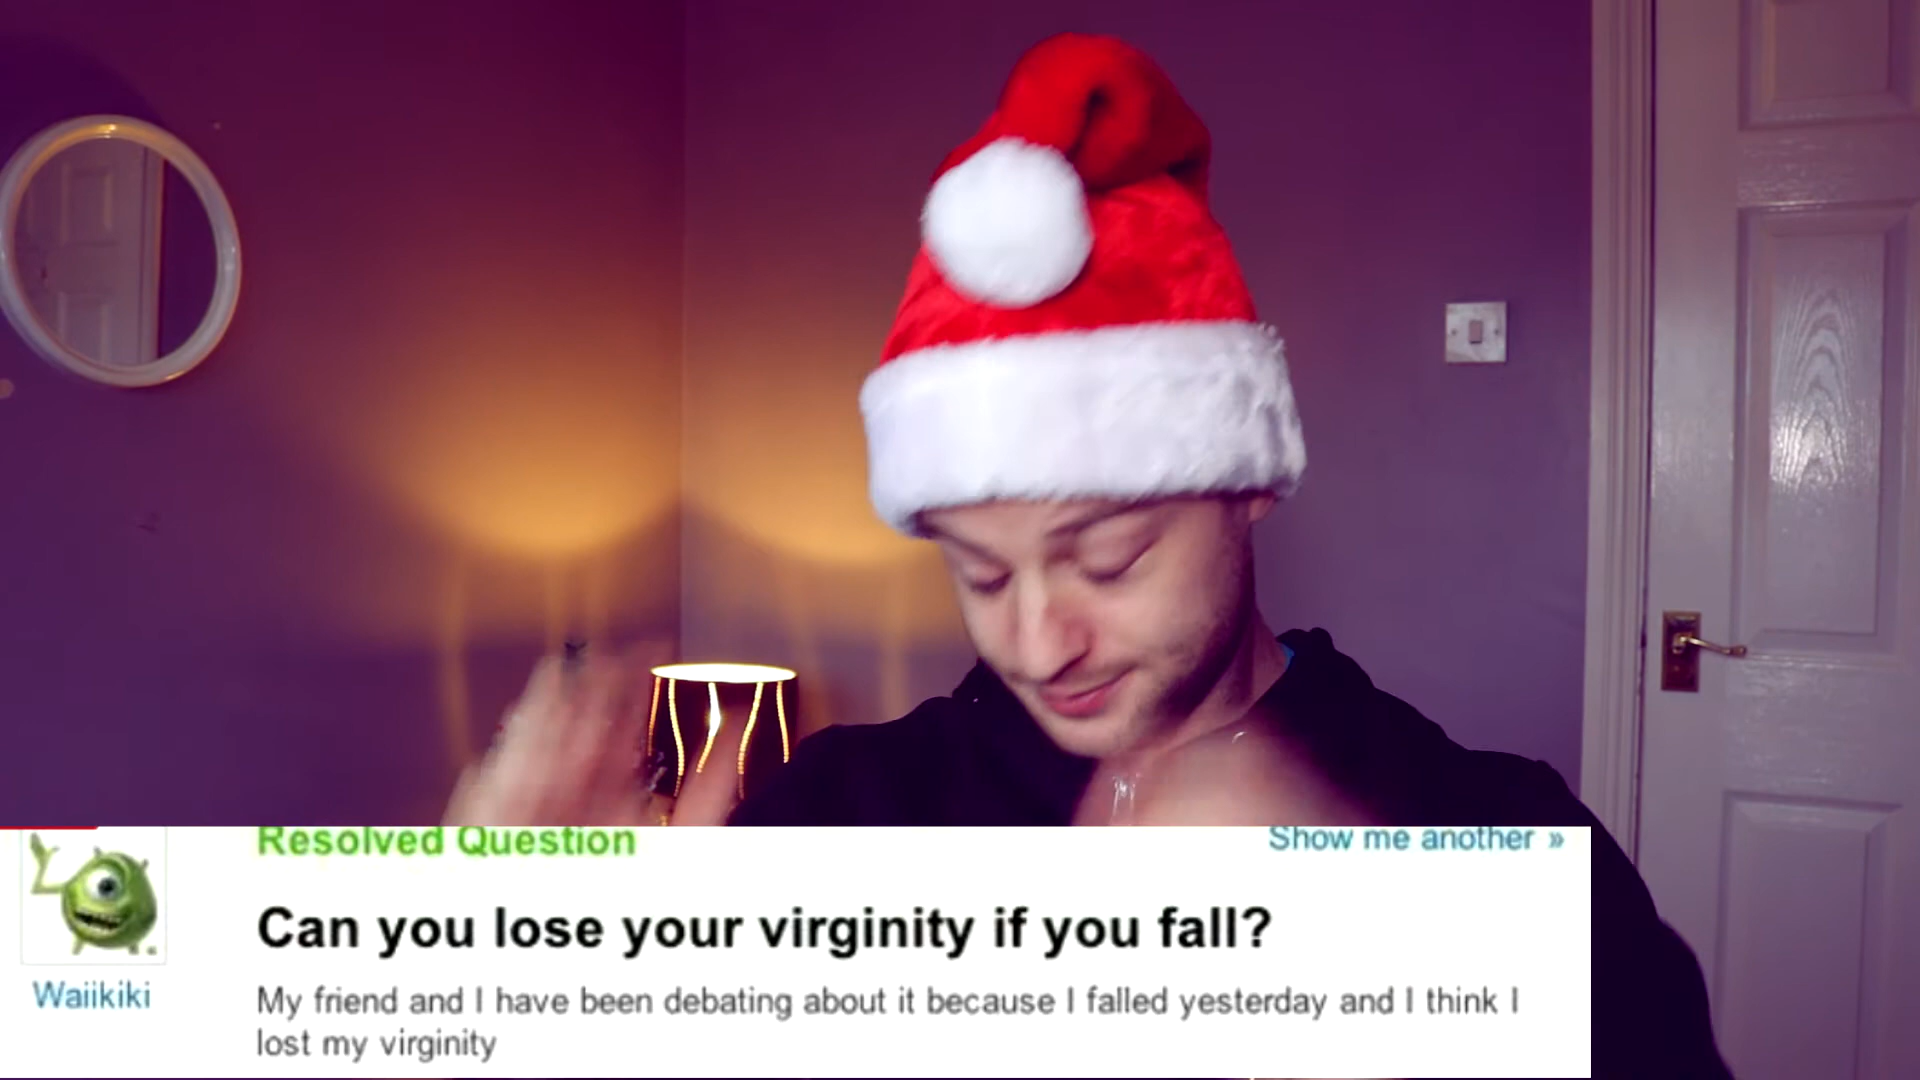 Resolved Question
Show me another »
Can you lose your virginity if you fall?
Waiikiki
My friend and I have been debating about it because I falled yesterday and I think I
lost my virginity